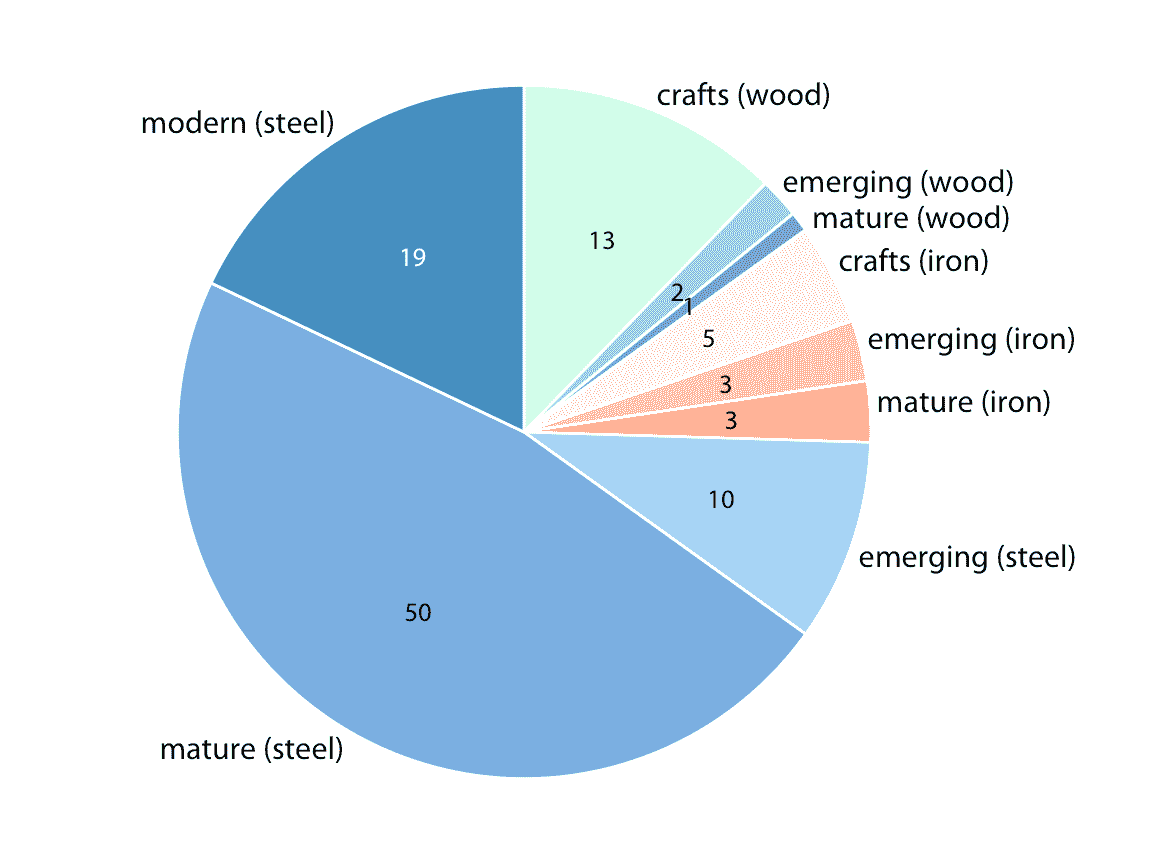 crafts (wood)
modern (steel)
emerging (wood)
mature (wood)
13
19
crafts (iron)
2
1
5
emerging (iron)
3
mature (iron)
3
10
emerging (steel)
50
mature (steel)